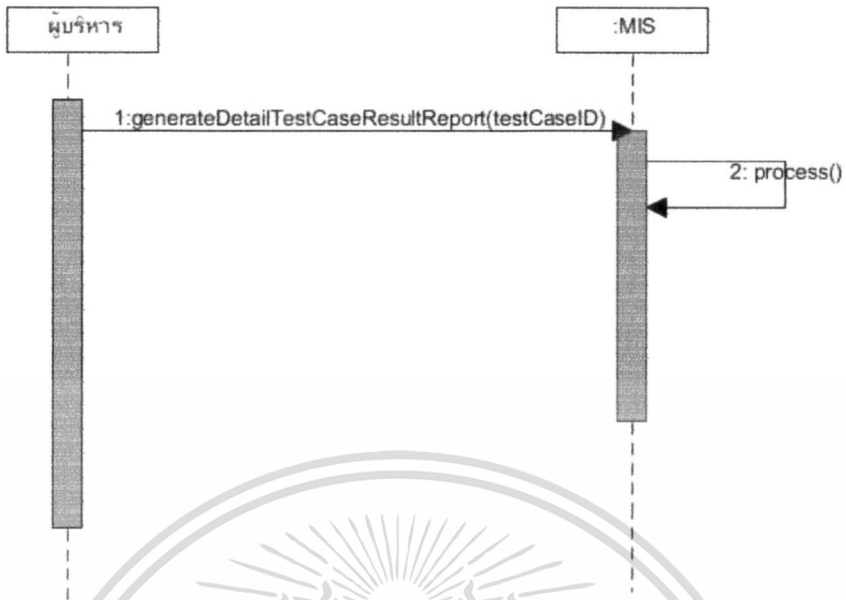 ผู้บริหาร
:MIS
1:generateDetailTestCaseResultReport(testCaseID)
2: process()